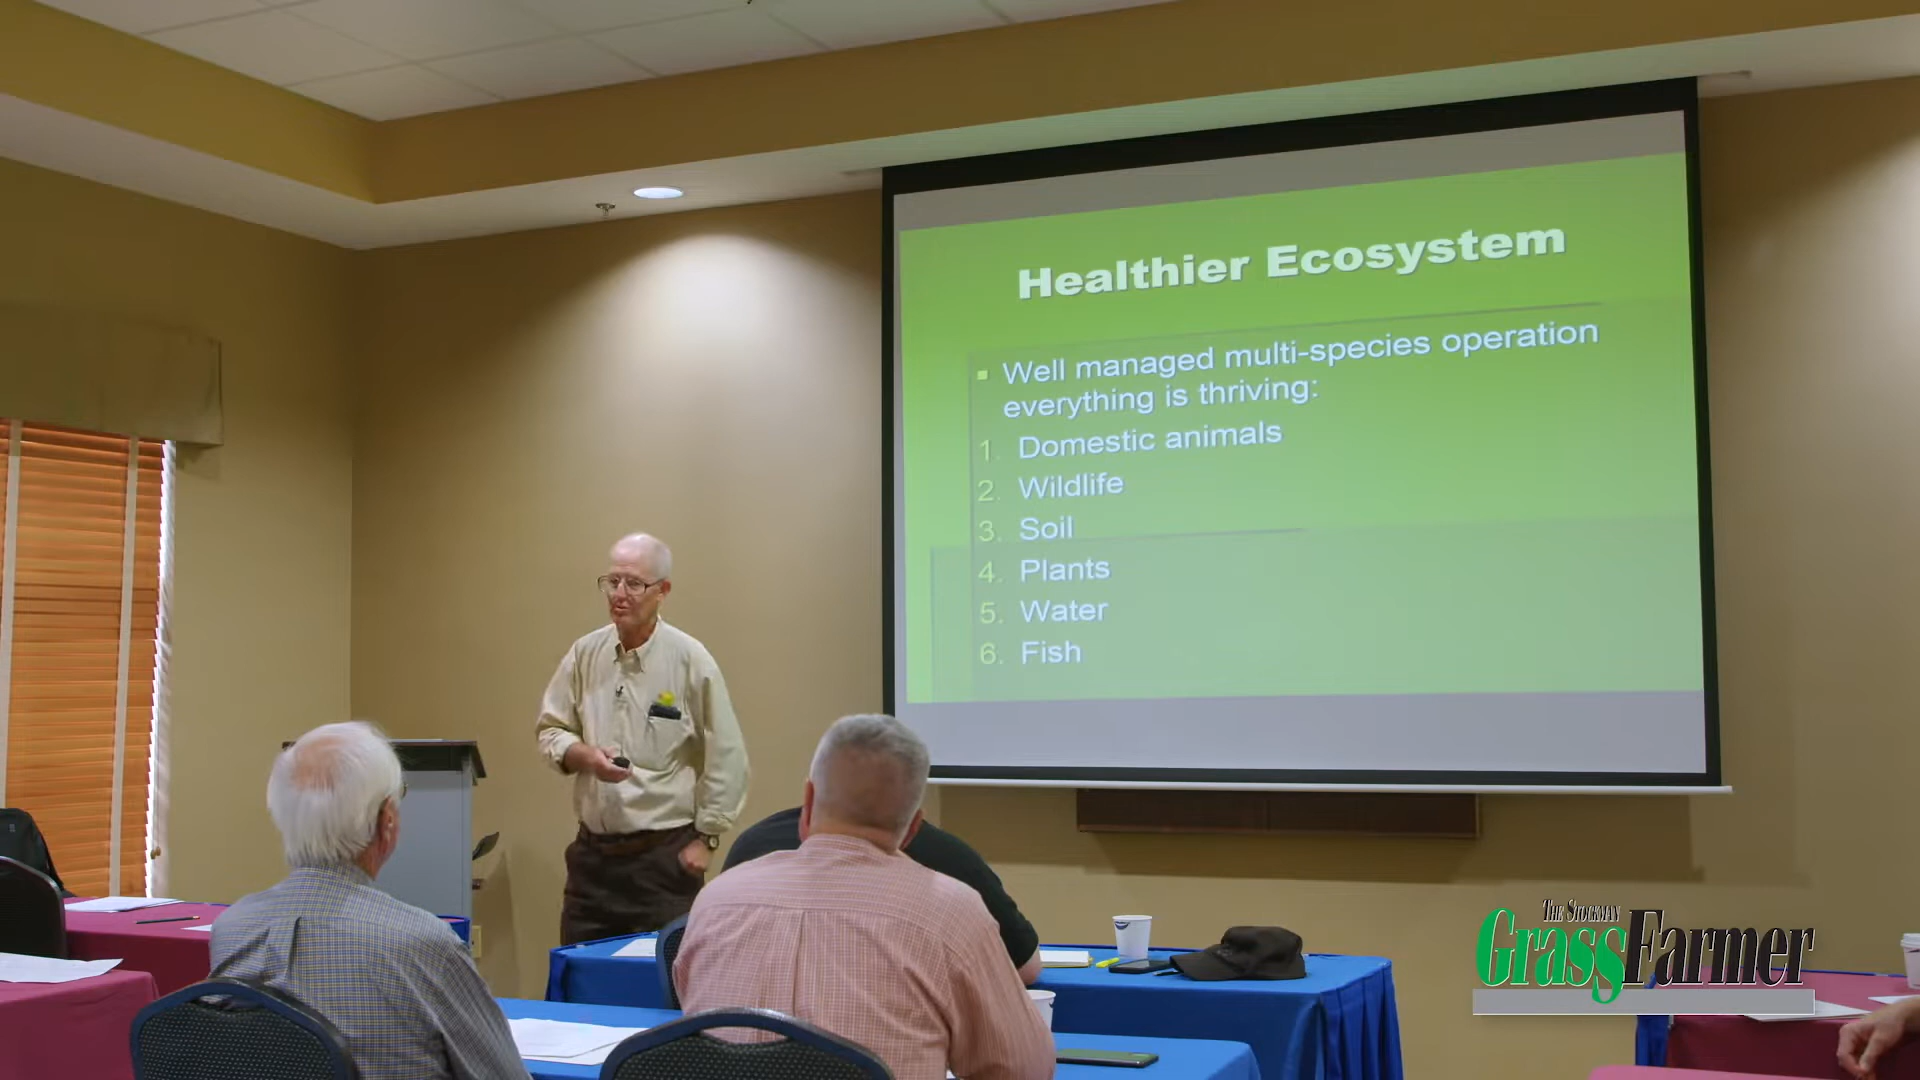 Healthier Ecosystem
Well managed multi-species operation
everything is thriving:
1. Domestic animals
2. Wildlife
3. Soil
4. Plants
5. Water
6. Fish
The Stockman
GrassFarmer